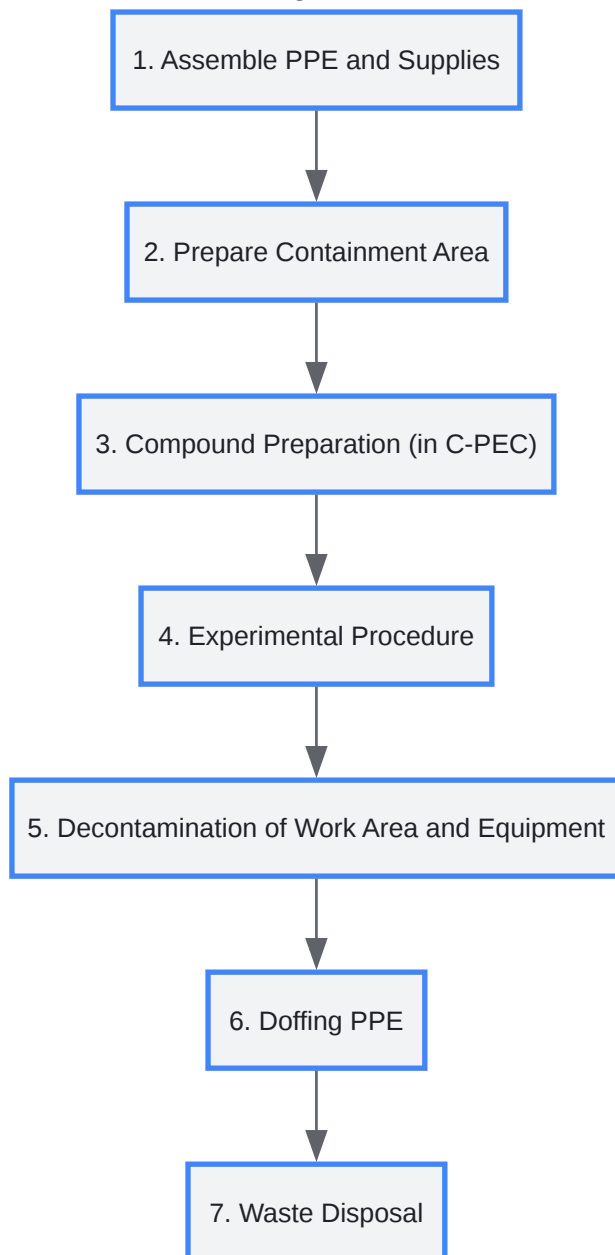 1. Assemble PPE and Supplies
2. Prepare Containment Area
3. Compound Preparation (in C-PEC)
4. Experimental Procedure
5. Decontamination of Work Area and Equipment
6. Doffing PPE
7. Waste Disposal